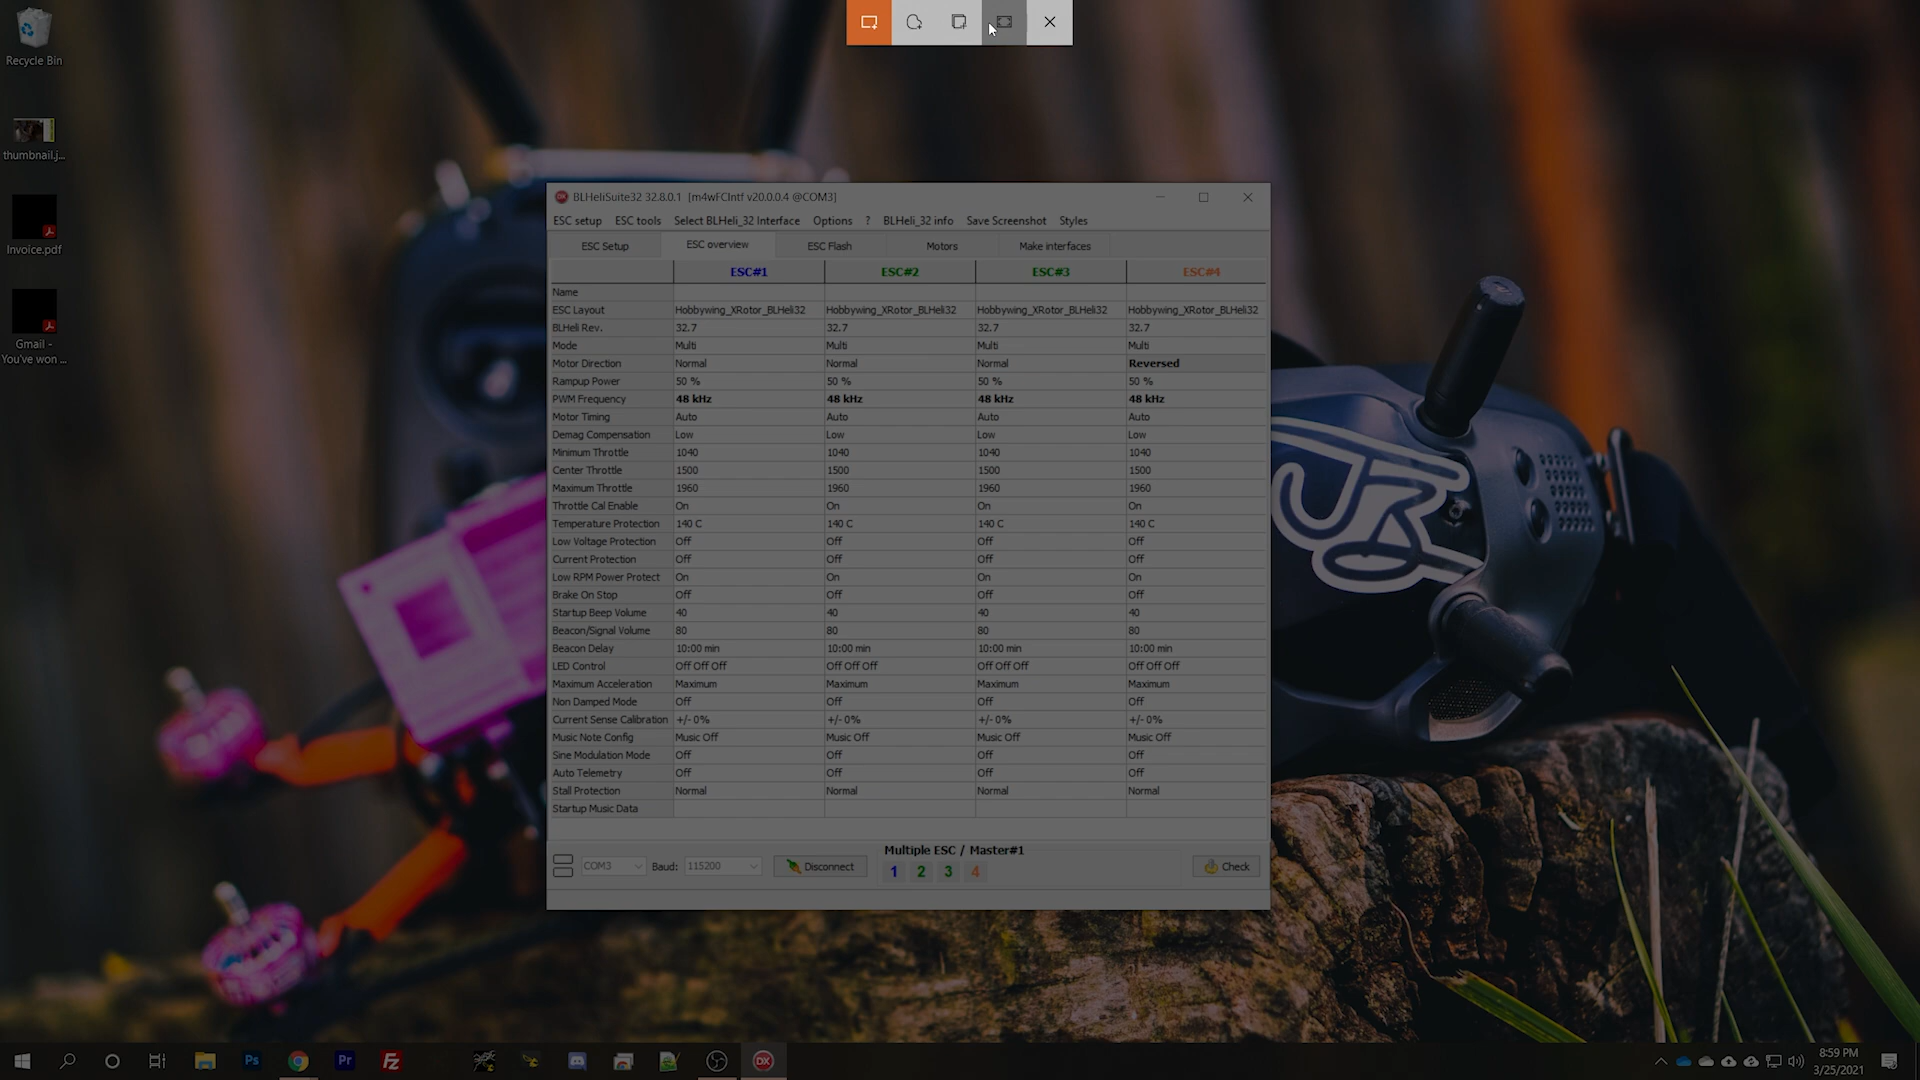 Recycle Bin
thumbnail.j...
Invoice.pdf
Gmail -
You've won ...
BLHeliSuite32 32.8.0.1 [m4wFCIntf v20.0.0.4 @COM3]
ESC setup ESC tools Select BLHeli_32 Interface Options ? BLHeli_32 info Save Screenshot Styles
ESC Setup ESC overview ESC Flash Motors Make interfaces
ESC#1 ESC#2 ESC#3 ESC#4
Name
ESC Layout Hobbywing_XRotor_BLHeli32 Hobbywing_XRotor_BLHeli32 Hobbywing_XRotor_BLHeli32 Hobbywing_XRotor_BLHeli32
BLHeli Rev. 32.7 32.7 32.7 32.7
Mode Multi Multi Multi Multi
Motor Direction Normal Normal Normal Reversed
Rampup Power 50 % 50 % 50 % 50 %
PWM Frequency 48 kHz 48 kHz 48 kHz 48 kHz
Motor Timing Auto Auto Auto Auto
Demag Compensation Low Low Low Low
Minimum Throttle 1040 1040 1040 1040
Center Throttle 1500 1500 1500 1500
Maximum Throttle 1960 1960 1960 1960
Throttle Cal Enable On On On On
Temperature Protection 140 C 140 C 140 C 140 C
Low Voltage Protection Off Off Off Off
Current Protection Off Off Off Off
Low RPM Power Protect On On On On
Brake On Stop Off Off Off Off
Startup Beep Volume 40 40 40 40
Beacon/Signal Volume 80 80 80 80
Beacon Delay 10:00 min 10:00 min 10:00 min 10:00 min
LED Control Off Off Off Off Off Off Off Off Off Off Off Off
Maximum Acceleration Maximum Maximum Maximum Maximum
Non Damped Mode Off Off Off Off
Current Sense Calibration +/- 0% +/- 0% +/- 0% +/- 0%
Music Note Config Music Off Music Off Music Off Music Off
Sine Modulation Mode Off Off Off Off
Auto Telemetry Off Off Off Off
Stall Protection Normal Normal Normal Normal
Startup Music Data
Multiple ESC / Master#1
COM3 Baud: 115200 Disconnect 1 2 3 4 Check
Ps Pr FZ DX
8:59 PM
3/25/2021